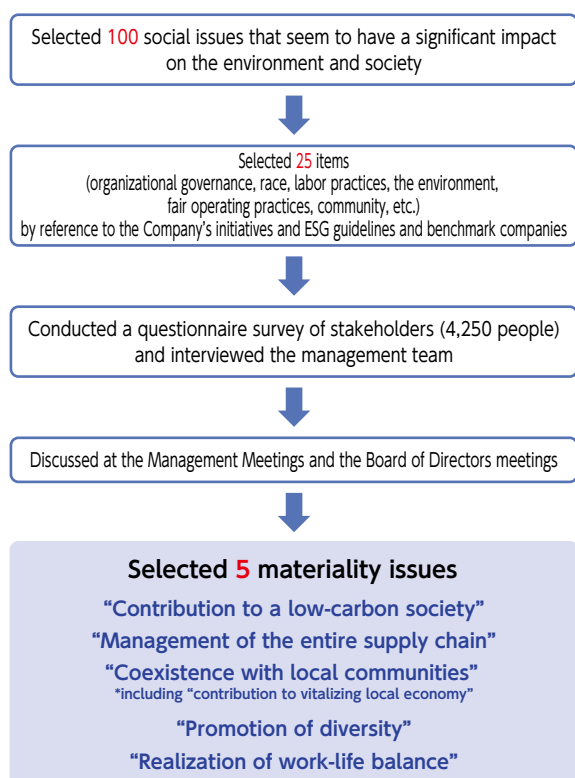 Selected 100 social issues that seem to have a significant impact
on the environment and society
Selected 25 items
(organizational governance, race, labor practices, the environment,
fair operating practices, community, etc.)
by reference to the Company's initiatives and ESG guidelines and benchmark companies
Conducted a questionnaire survey of stakeholders (4,250 people)
and interviewed the management team
Discussed at the Management Meetings and the Board of Directors meetings
Selected 5 materiality issues
“Contribution to a low-carbon society”
“Management of the entire supply chain”
“Coexistence with local communities”
*including “contribution to vitalizing local economy”
“Promotion of diversity”
“Realization of work-life balance”